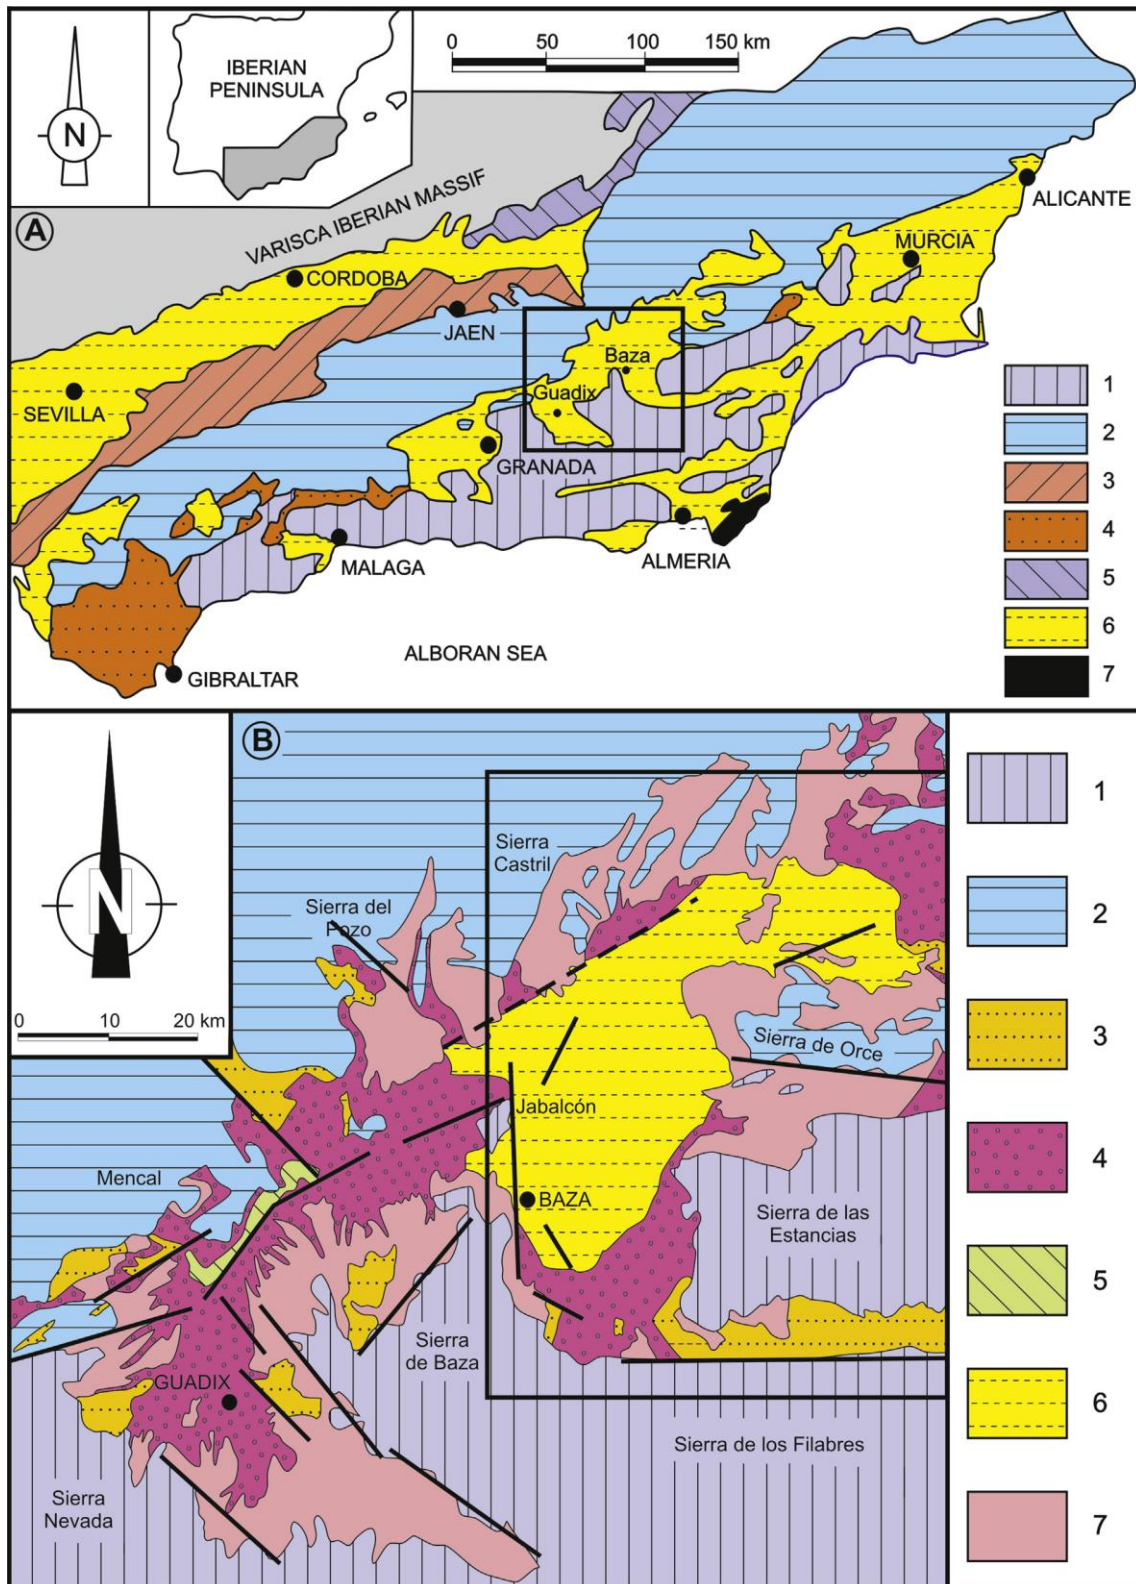 0 50 100 150 km
IBERIAN
PENINSULA
N
A
VARISCA IBERIAN MASSIF
ALICANTE
MURCIA
CORDOBA
JAEN
Baza
Guadix
SEVILLA
GRANADA
MALAGA
ALMERIA
ALBORAN SEA
GIBRALTAR
1
2
3
4
5
6
7
B
N
0 10 20 km
Sierra
Castril
Sierra del
Pozo
Sierra de Orce
Jabalcón
Mencal
BAZA
Sierra de las
Estancias
Sierra
de Baza
GUADIX
Sierra de los Filabres
Sierra
Nevada
1
2
3
4
5
6
7